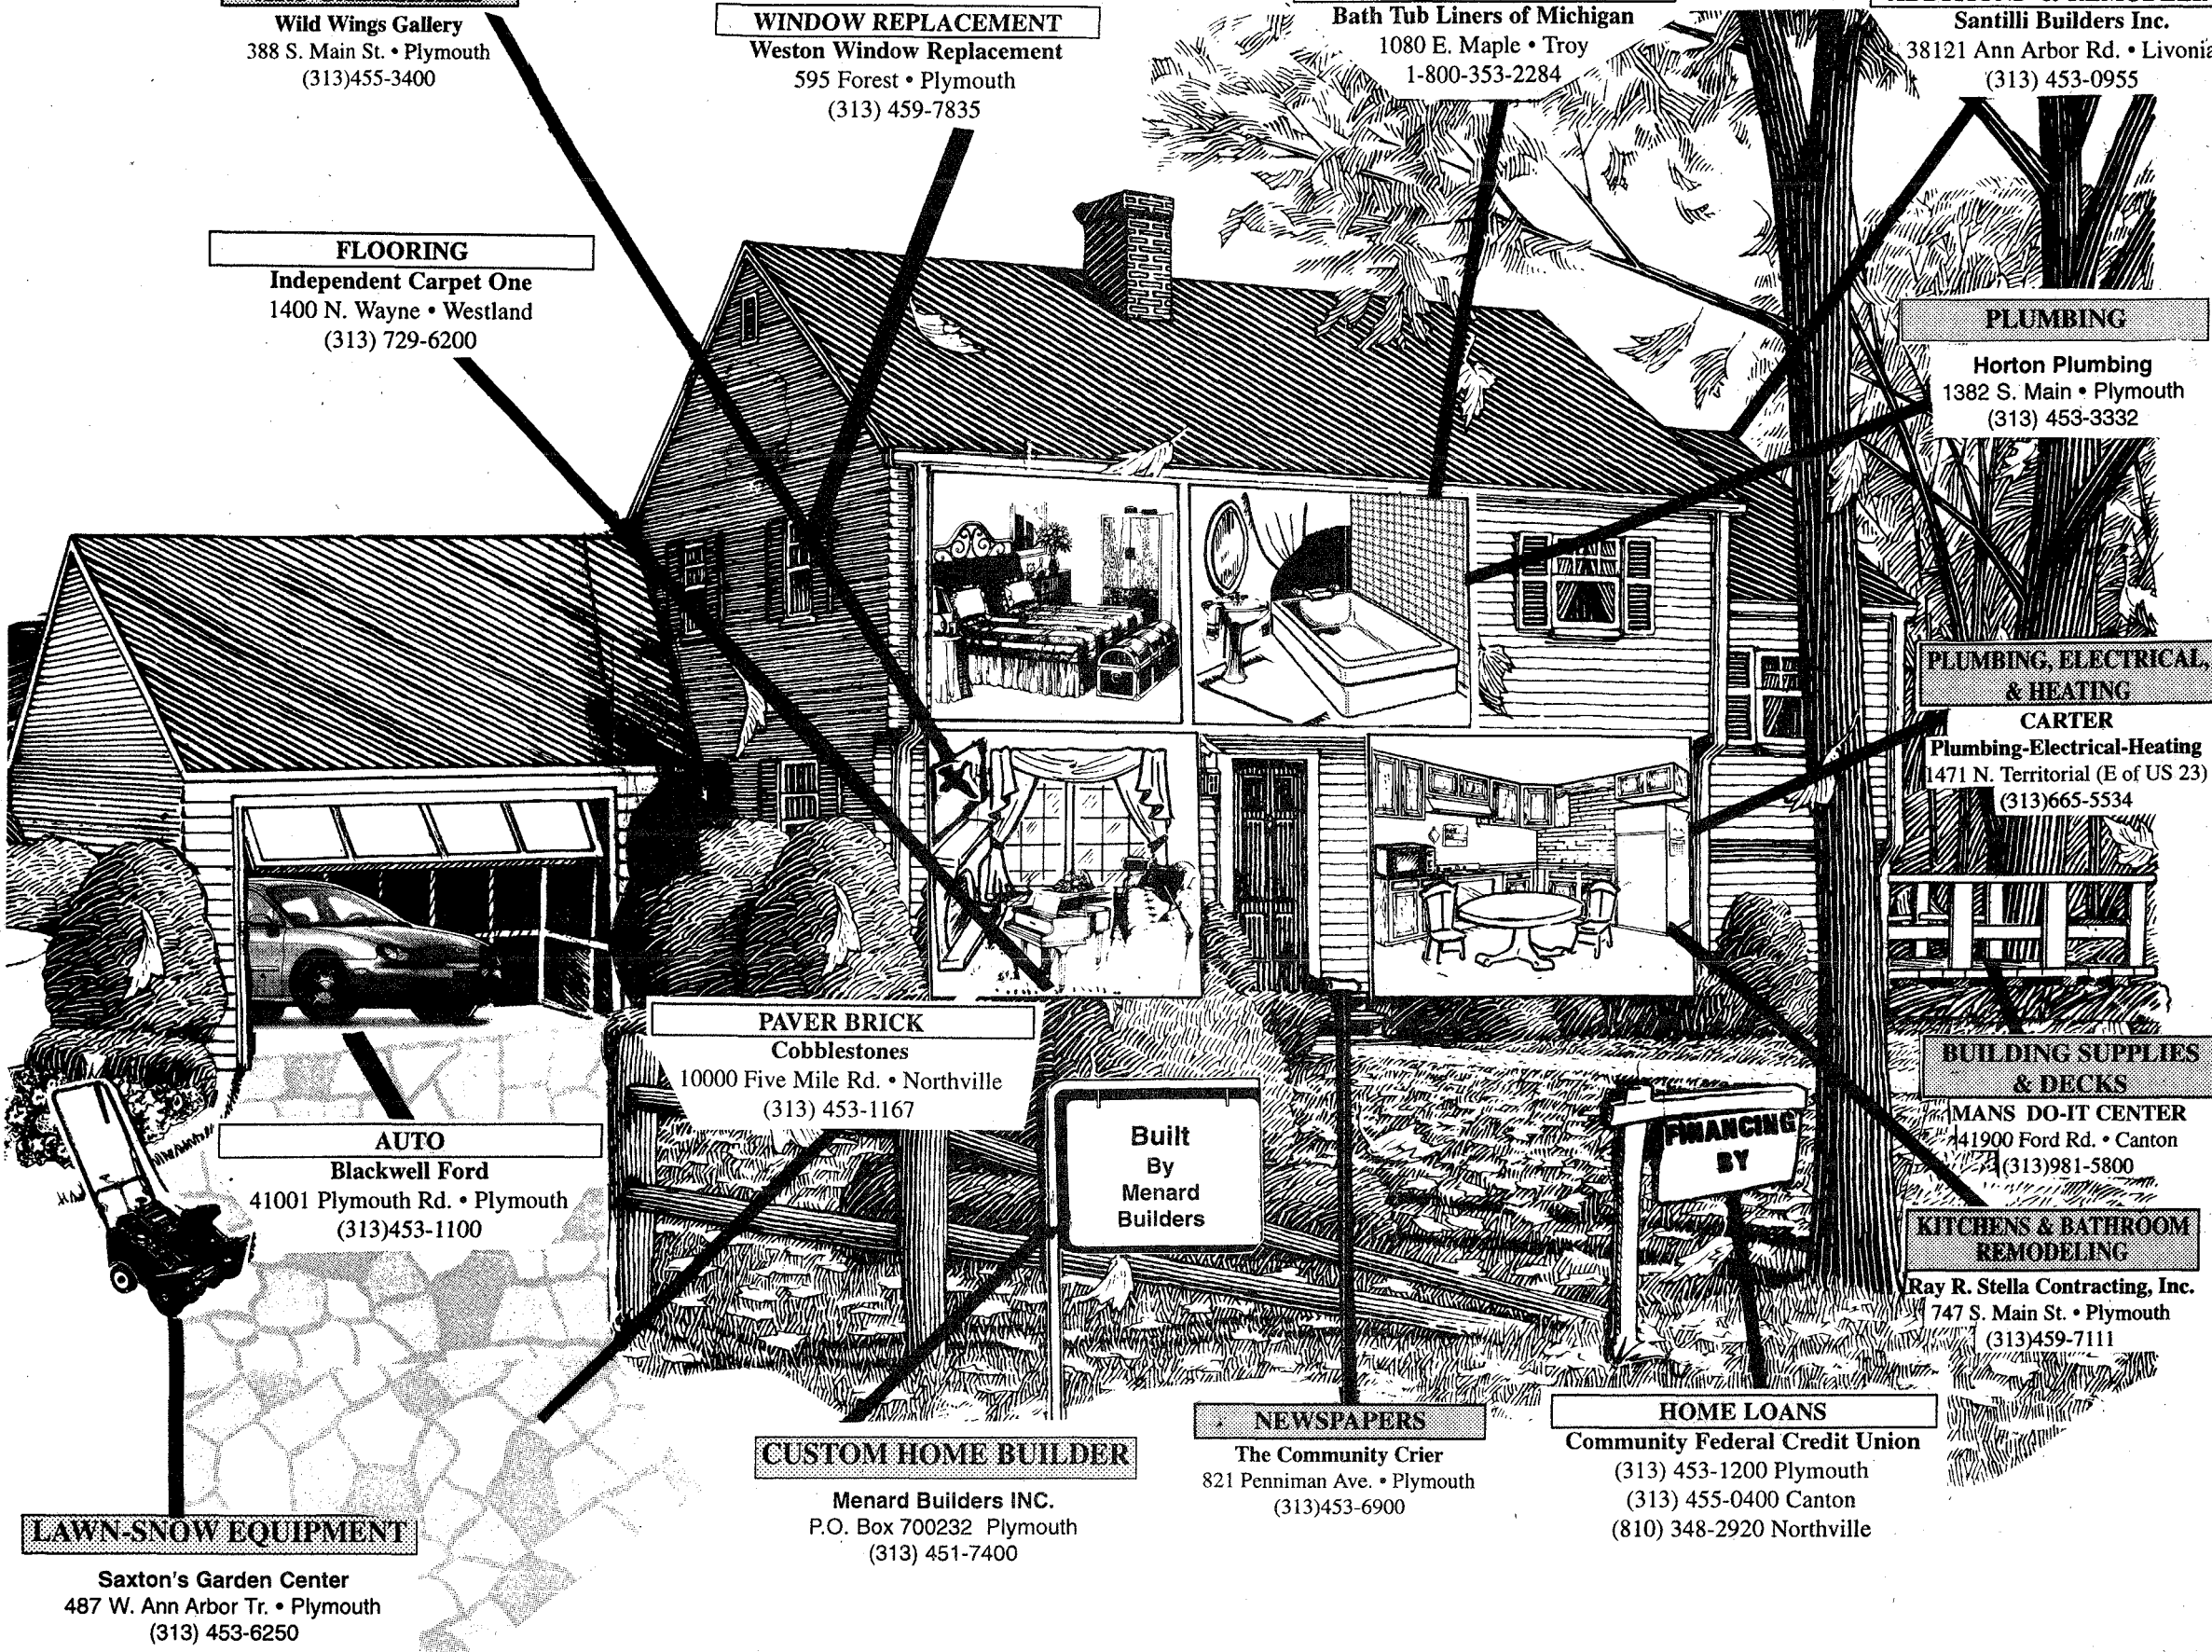 Wild Wings Gallery
388 S. Main St. • Plymouth
(313)455-3400
WINDOW REPLACEMENT
Weston Window Replacement
595 Forest • Plymouth
(313) 459-7835
Bath Tub Liners of Michigan
1080 E. Maple • Troy
1-800-353-2284
Santilli Builders Inc.
38121 Ann Arbor Rd. • Livonia
(313) 453-0955
FLOORING
Independent Carpet One
1400 N. Wayne • Westland
(313) 729-6200
PLUMBING
Horton Plumbing
1382 S. Main • Plymouth
(313) 453-3332
PLUMBING, ELECTRICAL,
& HEATING
CARTER
Plumbing-Electrical-Heating
1471 N. Territorial (E of US 23)
(313)665-5534
PAVER BRICK
Cobblestones
10000 Five Mile Rd. • Northville
(313) 453-1167
BUILDING SUPPLIES
& DECKS
MANS DO-IT CENTER
41900 Ford Rd. • Canton
(313)981-5800
AUTO
Blackwell Ford
41001 Plymouth Rd. • Plymouth
(313)453-1100
Built
By
Menard
Builders
FINANCING
BY
KITCHENS & BATHROOM
REMODELING
Ray R. Stella Contracting, Inc.
747 S. Main St. • Plymouth
(313)459-7111
LAWN-SNOW EQUIPMENT
Saxton's Garden Center
487 W. Ann Arbor Tr. • Plymouth
(313) 453-6250
CUSTOM HOME BUILDER
Menard Builders INC.
P.O. Box 700232 Plymouth
(313) 451-7400
NEWSPAPERS
The Community Crier
821 Penniman Ave. • Plymouth
(313)453-6900
HOME LOANS
Community Federal Credit Union
(313) 453-1200 Plymouth
(313) 455-0400 Canton
(810) 348-2920 Northville